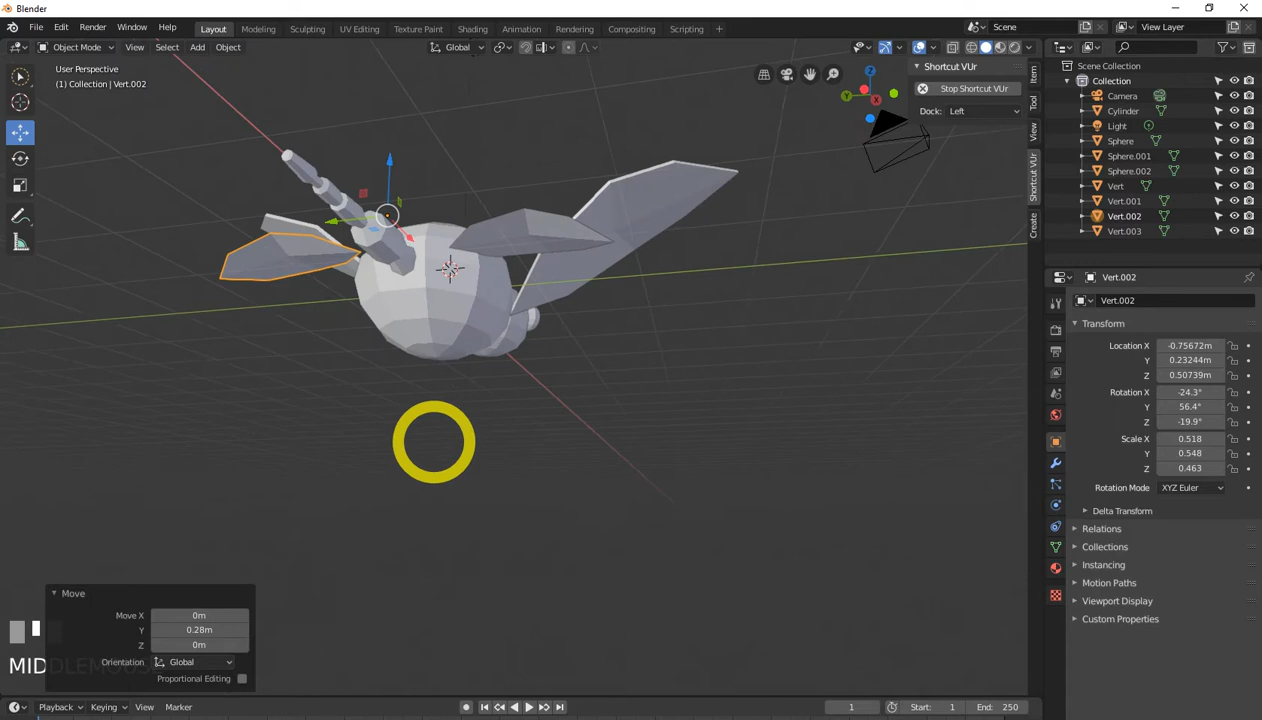 Blender
File Edit Render Window Help
Layout Modeling Sculpting UV Editing Texture Paint Shading Animation Rendering Compositing Scripting
Scene
View Layer
Object Mode View Select Add Object
Global
User Perspective
(1) Collection | Vert.002
Shortcut VUr
Stop Shortcut VUr
Dock: Left
Item
Tool
View
Shortcut VUr
Create
Z
Y
X
Scene Collection
Collection
Camera
Cylinder
Light
Sphere
Sphere.001
Sphere.002
Vert
Vert.001
Vert.002
Vert.003
Vert.002
Vert.002
Transform
Location X -0.75672m
Y 0.23244m
Z 0.50739m
Rotation X -24.3°
Y 56.4°
Z -19.9°
Scale X 0.518
Y 0.548
Z 0.463
Rotation Mode XYZ Euler
Delta Transform
Relations
Collections
Instancing
Motion Paths
Viewport Display
Custom Properties
Move
Move X 0m
Y 0.28m
Z 0m
Orientation Global
Proportional Editing
Playback Keying View Marker
1
Start: 1
End: 250